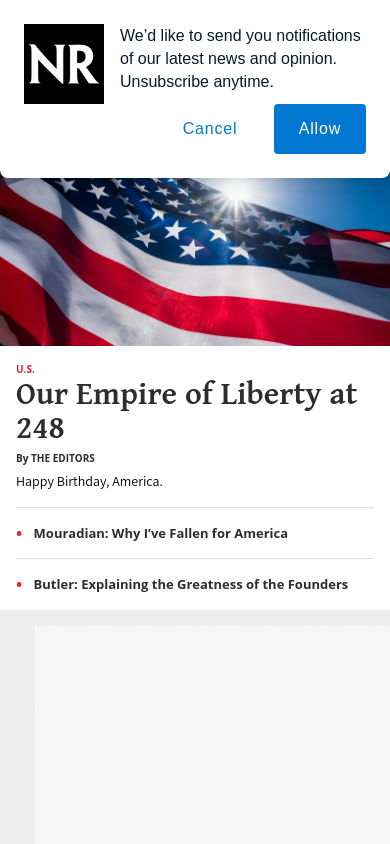 NR
We’d like to send you notifications
of our latest news and opinion.
Unsubscribe anytime.
Cancel
Allow
U.S.
Our Empire of Liberty at
248
By THE EDITORS
Happy Birthday, America.
• Mouradian: Why I’ve Fallen for America
• Butler: Explaining the Greatness of the Founders